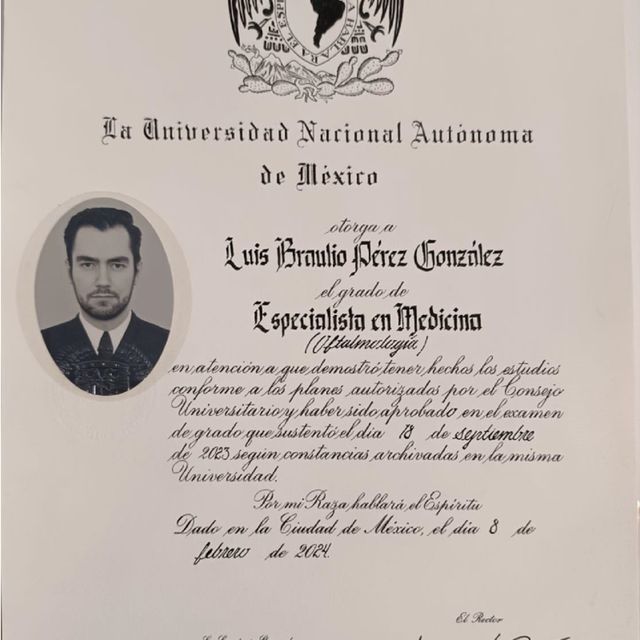 HABLARA EL ESP
La Universidad Nacional Autónoma
de México
otorga a
Luis Braulio Pérez González
el grado de
Especialista en Medicina
(Oftalmología)
en atención a que demostró tener hechos los estudios
conforme a los planes autorizados por el Consejo
Universitario y haber sido aprobado en el examen
de grado que sustentó el día 18 de septiembre
de 2023 según constancias archivadas en la misma
Universidad.
Por mi Raza hablará el Espíritu
Dado en la Ciudad de México, el día 8 de
febrero de 2024.
El Rector